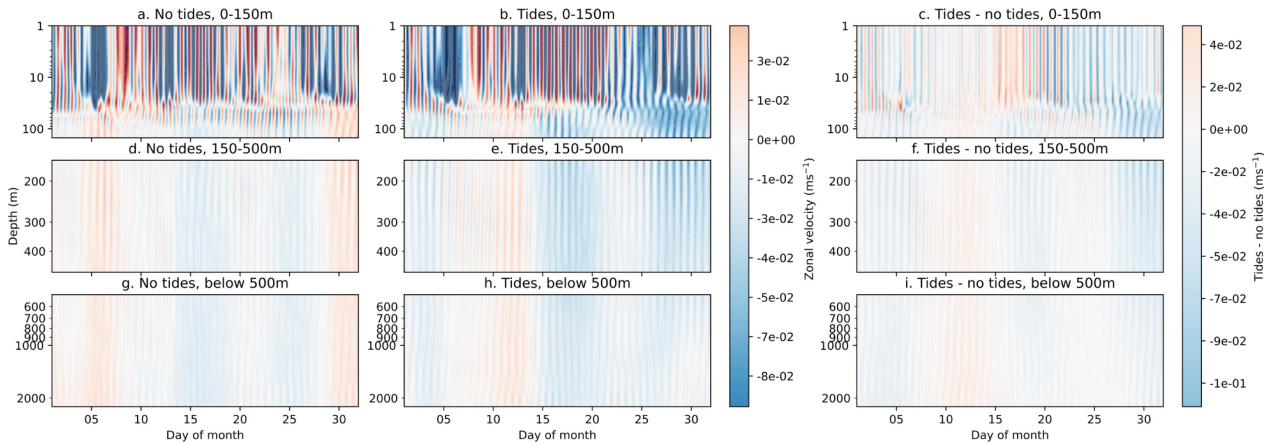 a. No tides, 0-150m
b. Tides, 0-150m
c. Tides - no tides, 0-150m
1
10
100
1
10
100
1
10
100
d. No tides, 150-500m
e. Tides, 150-500m
f. Tides - no tides, 150-500m
Depth (m)
200
300
400
200
300
400
200
300
400
g. No tides, below 500m
h. Tides, below 500m
i. Tides - no tides, below 500m
600
700
800
900
1000
2000
600
700
800
900
1000
2000
600
700
800
900
1000
2000
05 10 15 20 25 30
Day of month
05 10 15 20 25 30
Day of month
05 10 15 20 25 30
Day of month
3e-02
1e-02
0e+00
-1e-02
-3e-02
-4e-02
-5e-02
-7e-02
-8e-02
Zonal velocity (ms⁻¹)
4e-02
2e-02
0e+00
-2e-02
-4e-02
-5e-02
-7e-02
-9e-02
-1e-01
Tides - no tides (ms⁻¹)